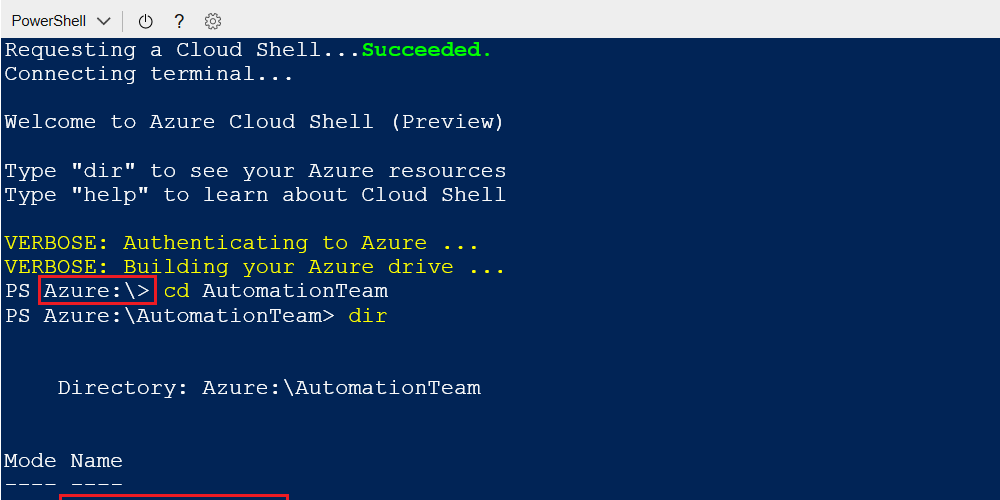 PowerShell ?
Requesting a Cloud Shell...Succeeded.
Connecting terminal...
Welcome to Azure Cloud Shell (Preview)
Type "dir" to see your Azure resources
Type "help" to learn about Cloud Shell
VERBOSE: Authenticating to Azure ...
VERBOSE: Building your Azure drive ...
PS Azure:\> cd AutomationTeam
PS Azure:\AutomationTeam> dir
Directory: Azure:\AutomationTeam
Mode Name
---- ----